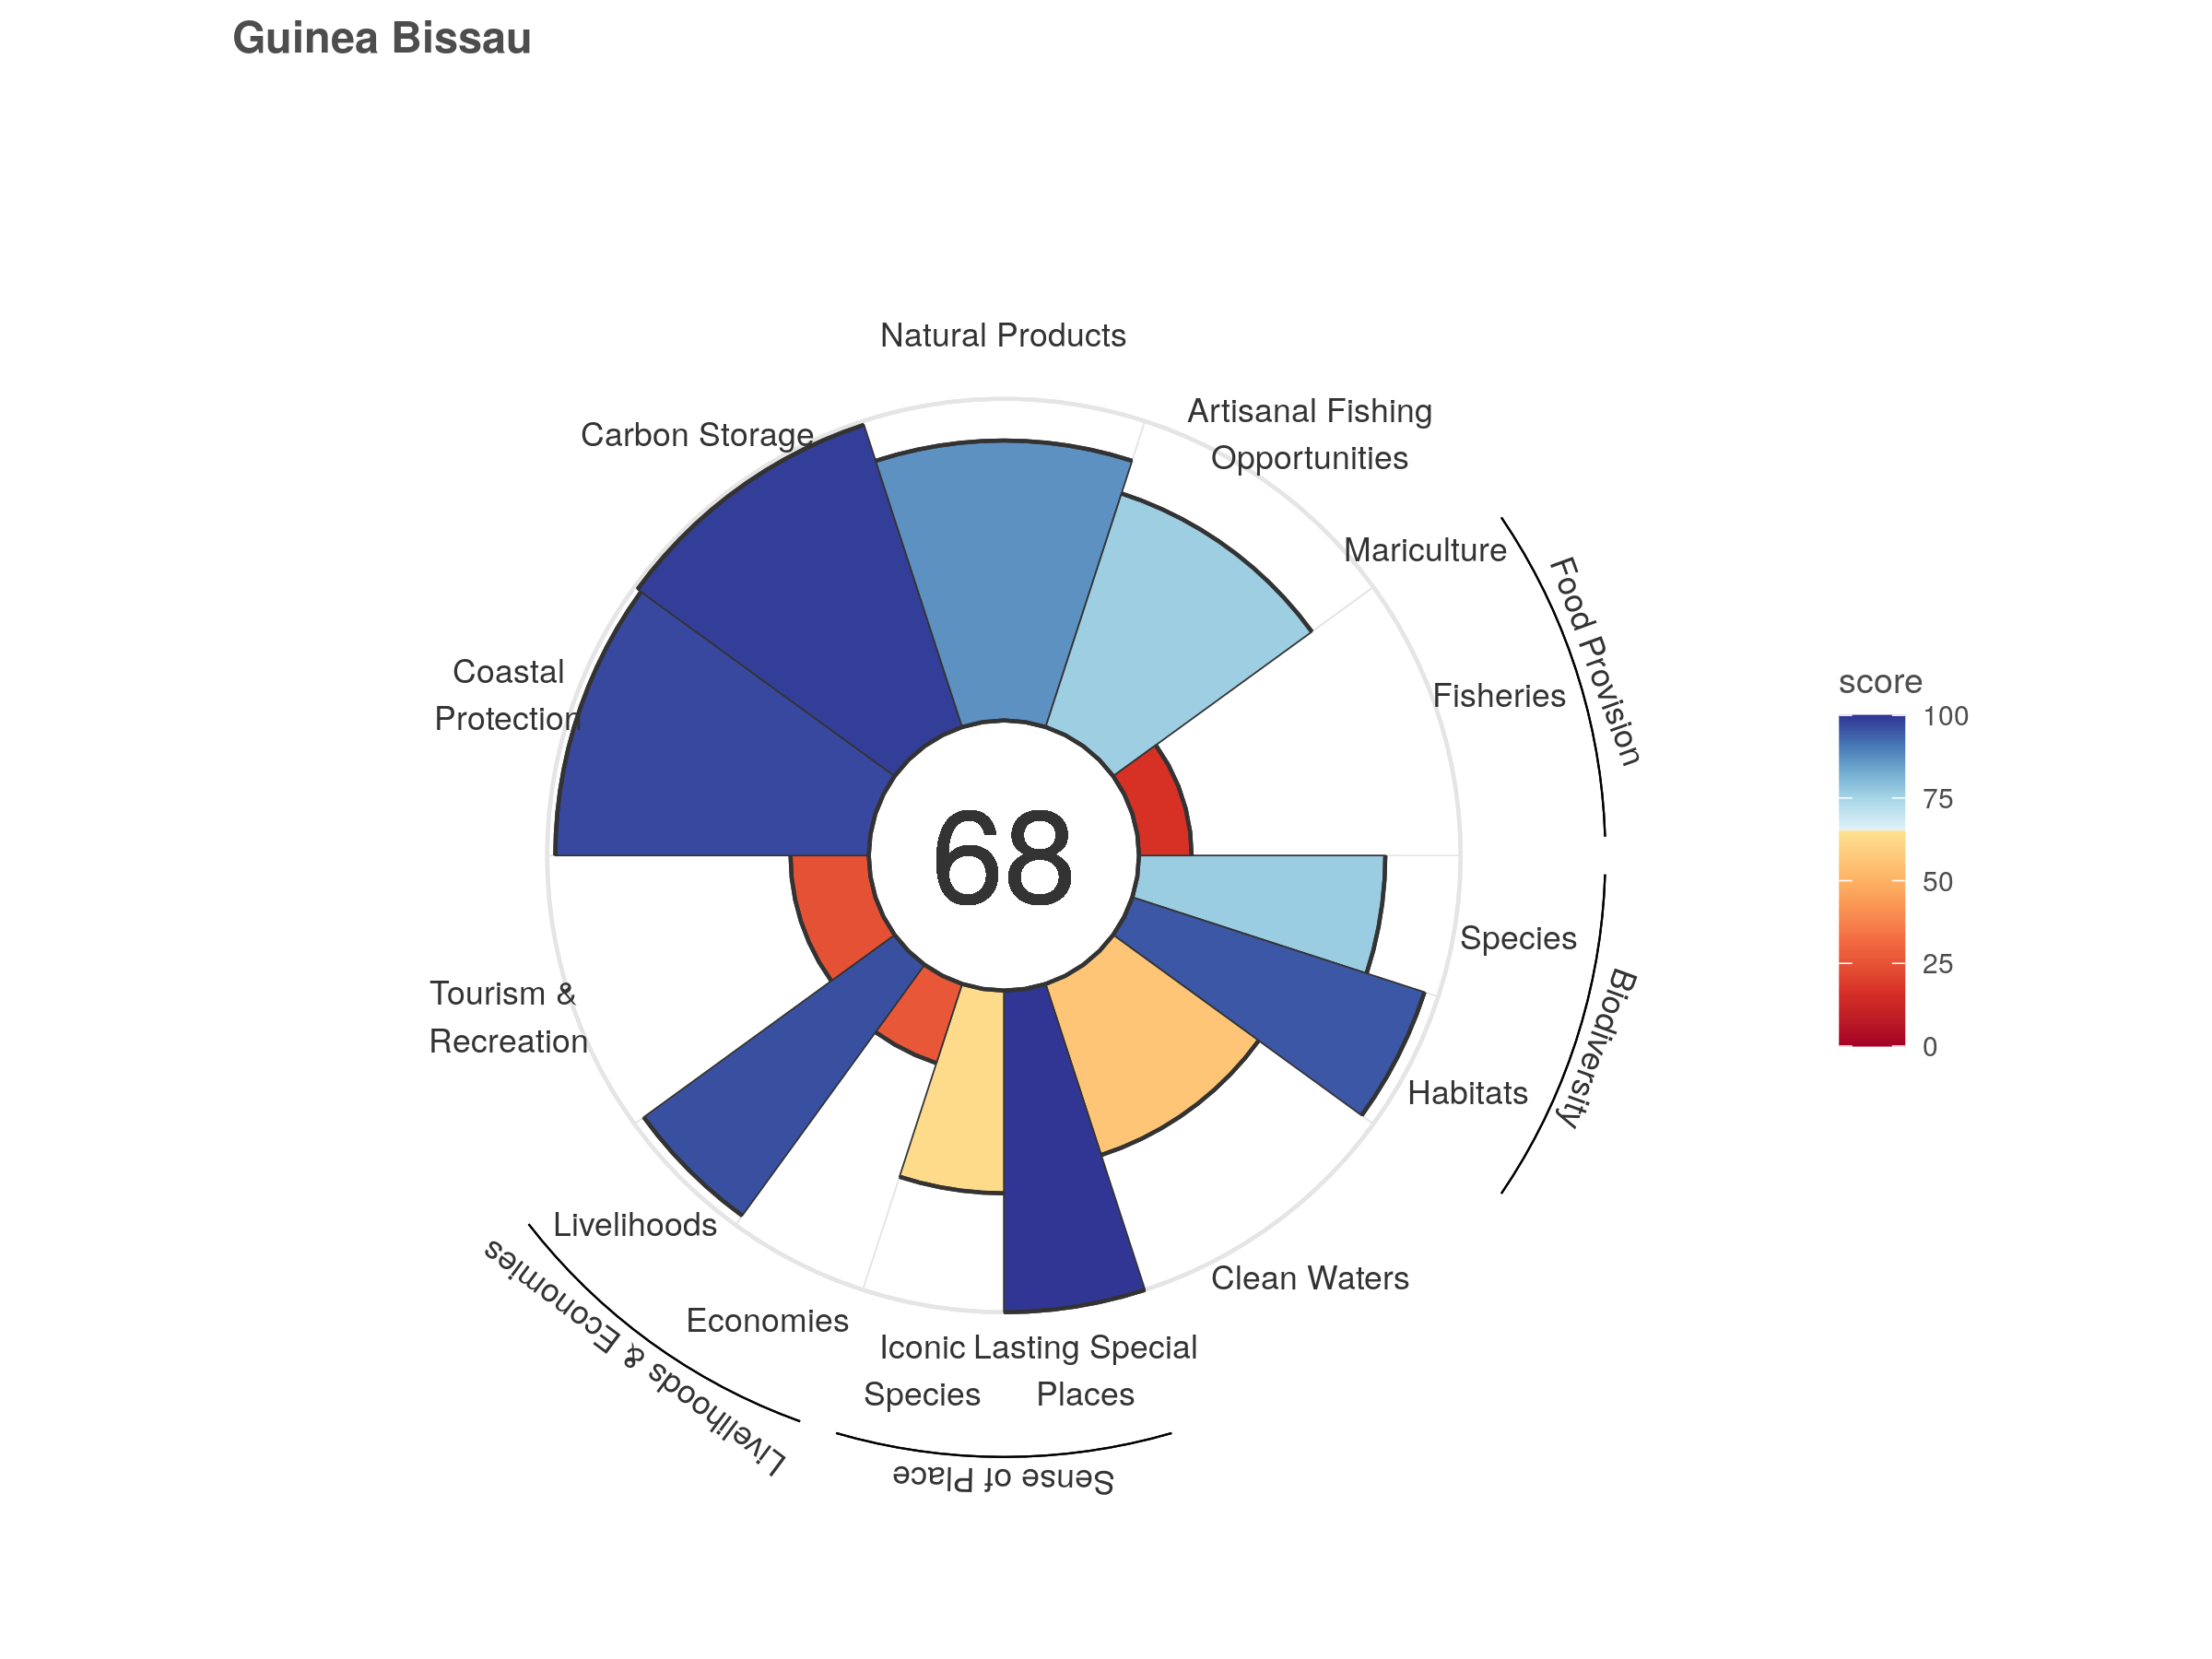 Guinea Bissau
Natural Products
Artisanal Fishing
Opportunities
Carbon Storage
Mariculture
Food Provision
Fisheries
Coastal
Protection
score
100
75
50
25
0
68
Species
Biodiversity
Habitats
Tourism &
Recreation
Livelihoods
Livelihoods & Economies
Clean Waters
Economies
Iconic
Species
Lasting Special
Places
Sense of Place